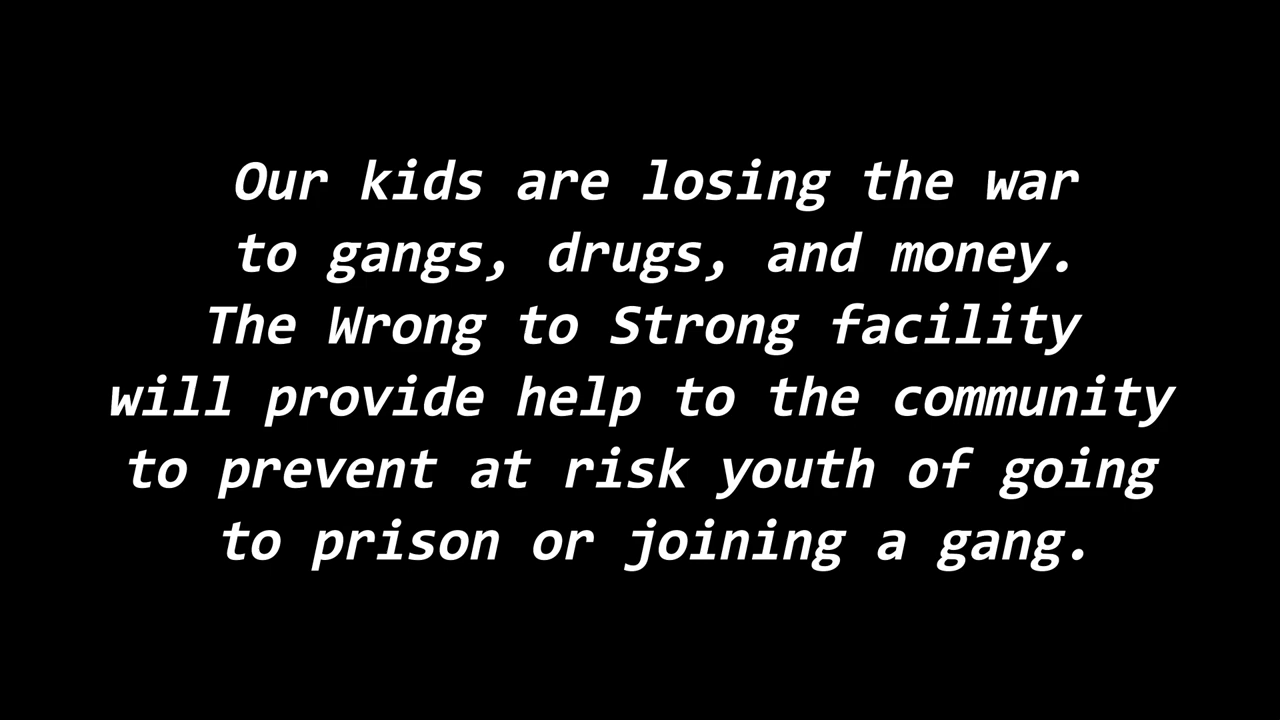 Our kids are losing the war
to gangs, drugs, and money.
The Wrong to Strong facility
will provide help to the community
to prevent at risk youth of going
to prison or joining a gang.